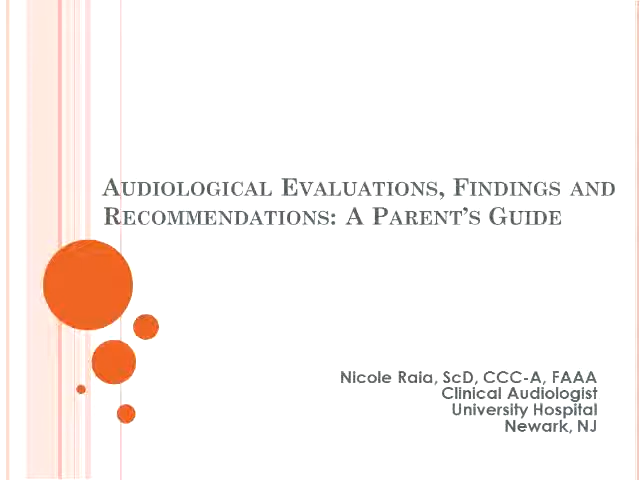 Audiological Evaluations, Findings and
Recommendations: A Parent's Guide
Nicole Raia, ScD, CCC-A, FAAA
Clinical Audiologist
University Hospital
Newark, NJ